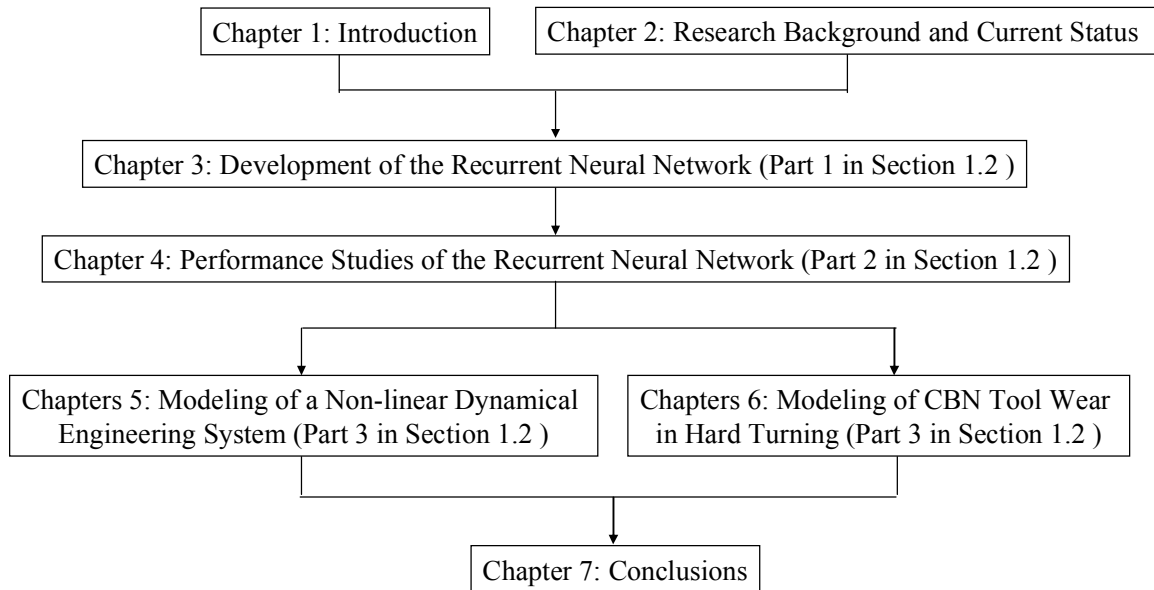 Chapter 1: Introduction
Chapter 2: Research Background and Current Status
Chapter 3: Development of the Recurrent Neural Network (Part 1 in Section 1.2 )
Chapter 4: Performance Studies of the Recurrent Neural Network (Part 2 in Section 1.2 )
Chapters 5: Modeling of a Non-linear Dynamical
Engineering System (Part 3 in Section 1.2 )
Chapters 6: Modeling of CBN Tool Wear
in Hard Turning (Part 3 in Section 1.2 )
Chapter 7: Conclusions